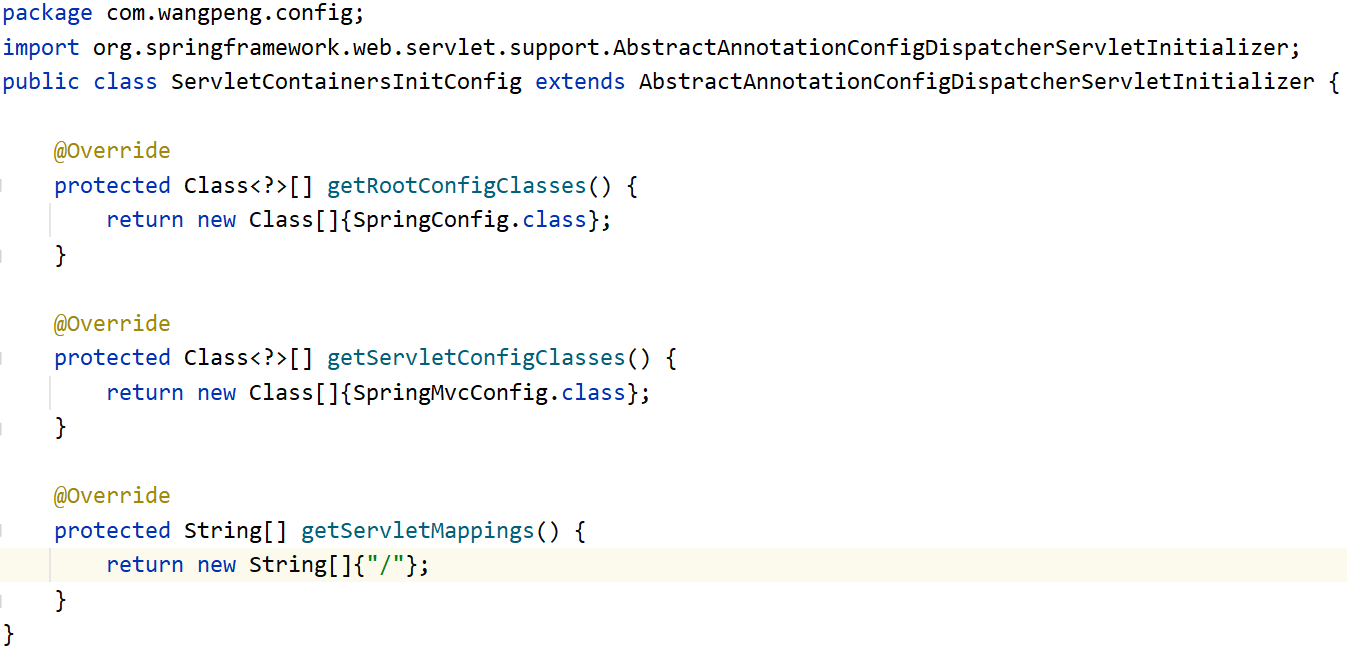 package com.wangpeng.config;
import org.springframework.web.servlet.support.AbstractAnnotationConfigDispatcherServletInitializer;
public class ServletContainersInitConfig extends AbstractAnnotationConfigDispatcherServletInitializer {
@Override
protected Class<?>[] getRootConfigClasses() {
return new Class[]{SpringConfig.class};
}
@Override
protected Class<?>[] getServletConfigClasses() {
return new Class[]{SpringMvcConfig.class};
}
@Override
protected String[] getServletMappings() {
return new String[]{"/"};
}
}